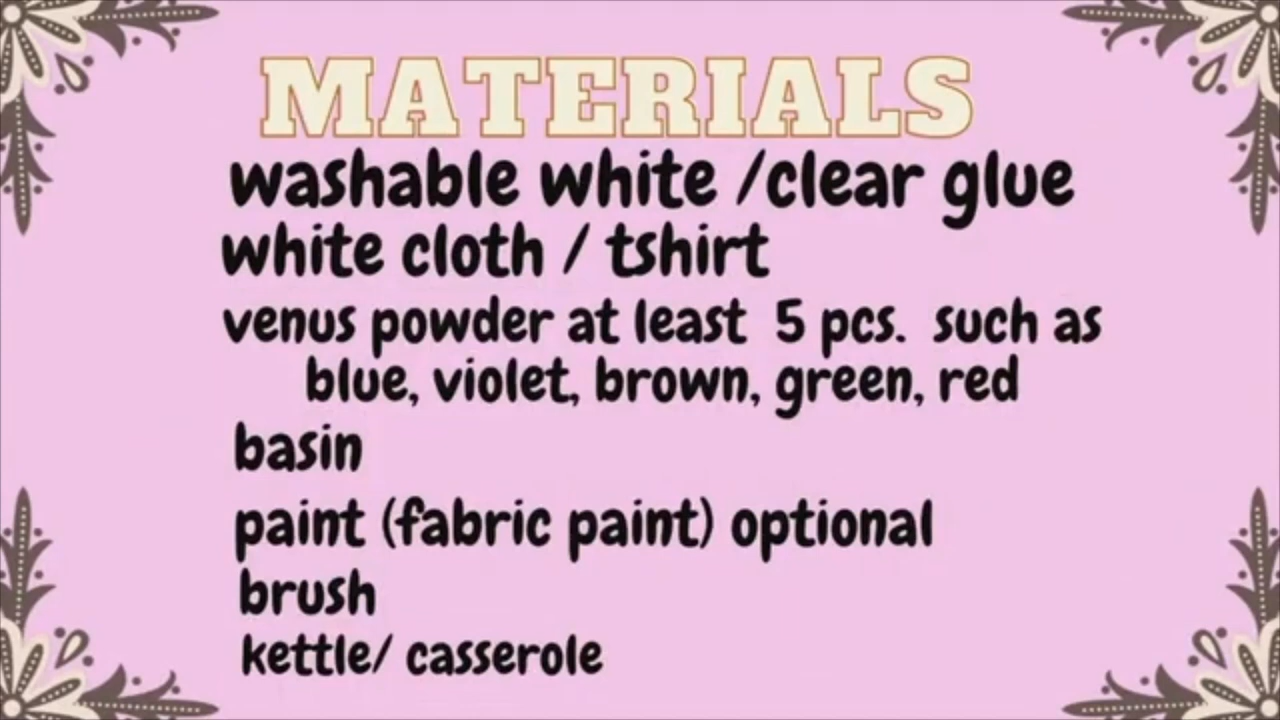 MATERIALS
washable white /clear glue
white cloth / tshirt
venus powder at least 5 pcs. such as
blue, violet, brown, green, red
basin
paint (fabric paint) optional
brush
kettle/ casserole